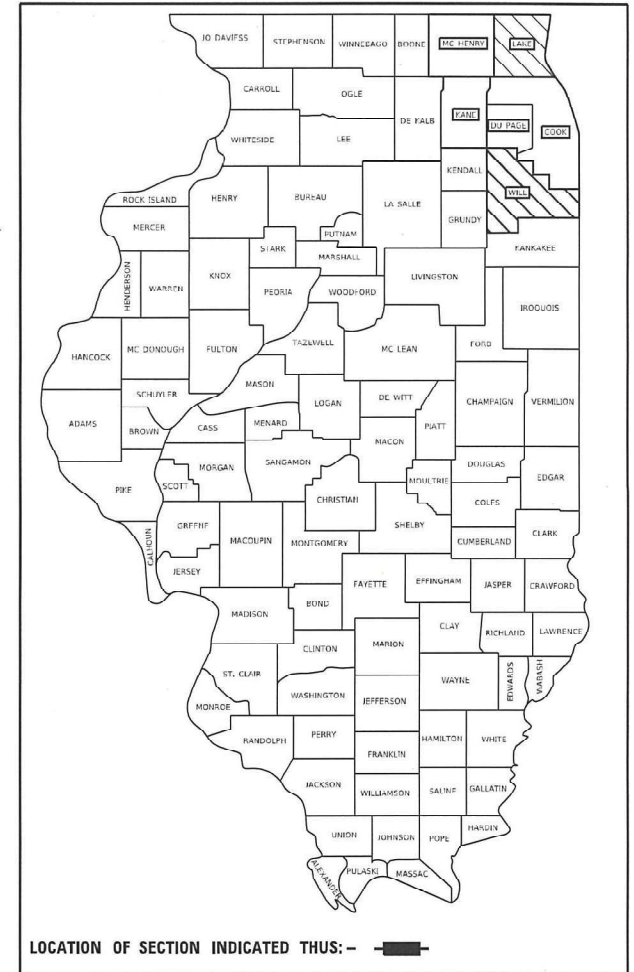 JO DAVIESS
STEPHENSON
WINNEBAGO
BOONE
MC HENRY
LAKE
CARROLL
OGLE
DE KALB
KANE
DU PAGE
COOK
WHITESIDE
LEE
KENDALL
WILL
ROCK ISLAND
HENRY
BUREAU
LA SALLE
GRUNDY
MERCER
PUTNAM
KANKAKEE
STARK
MARSHALL
HENDERSON
WARREN
KNOX
PEORIA
WOODFORD
LIVINGSTON
IROQUOIS
HANCOCK
MC DONOUGH
FULTON
TAZEWELL
MC LEAN
FORD
MASON
SCHUYLER
LOGAN
DE WITT
CHAMPAIGN
VERMILION
ADAMS
BROWN
CASS
MENARD
PIATT
MACON
SANGAMON
MORGAN
DOUGLAS
EDGAR
PIKE
SCOTT
CHRISTIAN
MOULTRIE
COLES
CALHOUN
GREENE
MACOUPIN
MONTGOMERY
SHELBY
CUMBERLAND
CLARK
JERSEY
FAYETTE
EFFINGHAM
JASPER
CRAWFORD
MADISON
BOND
CLAY
RICHLAND
LAWRENCE
CLINTON
MARION
ST. CLAIR
WASHINGTON
JEFFERSON
WAYNE
EDWARDS
WABASH
MONROE
RANDOLPH
PERRY
HAMILTON
WHITE
FRANKLIN
JACKSON
WILLIAMSON
SALINE
GALLATIN
UNION
JOHNSON
POPE
HARDIN
ALEXANDER
PULASKI
MASSAC
LOCATION OF SECTION INDICATED THUS: -